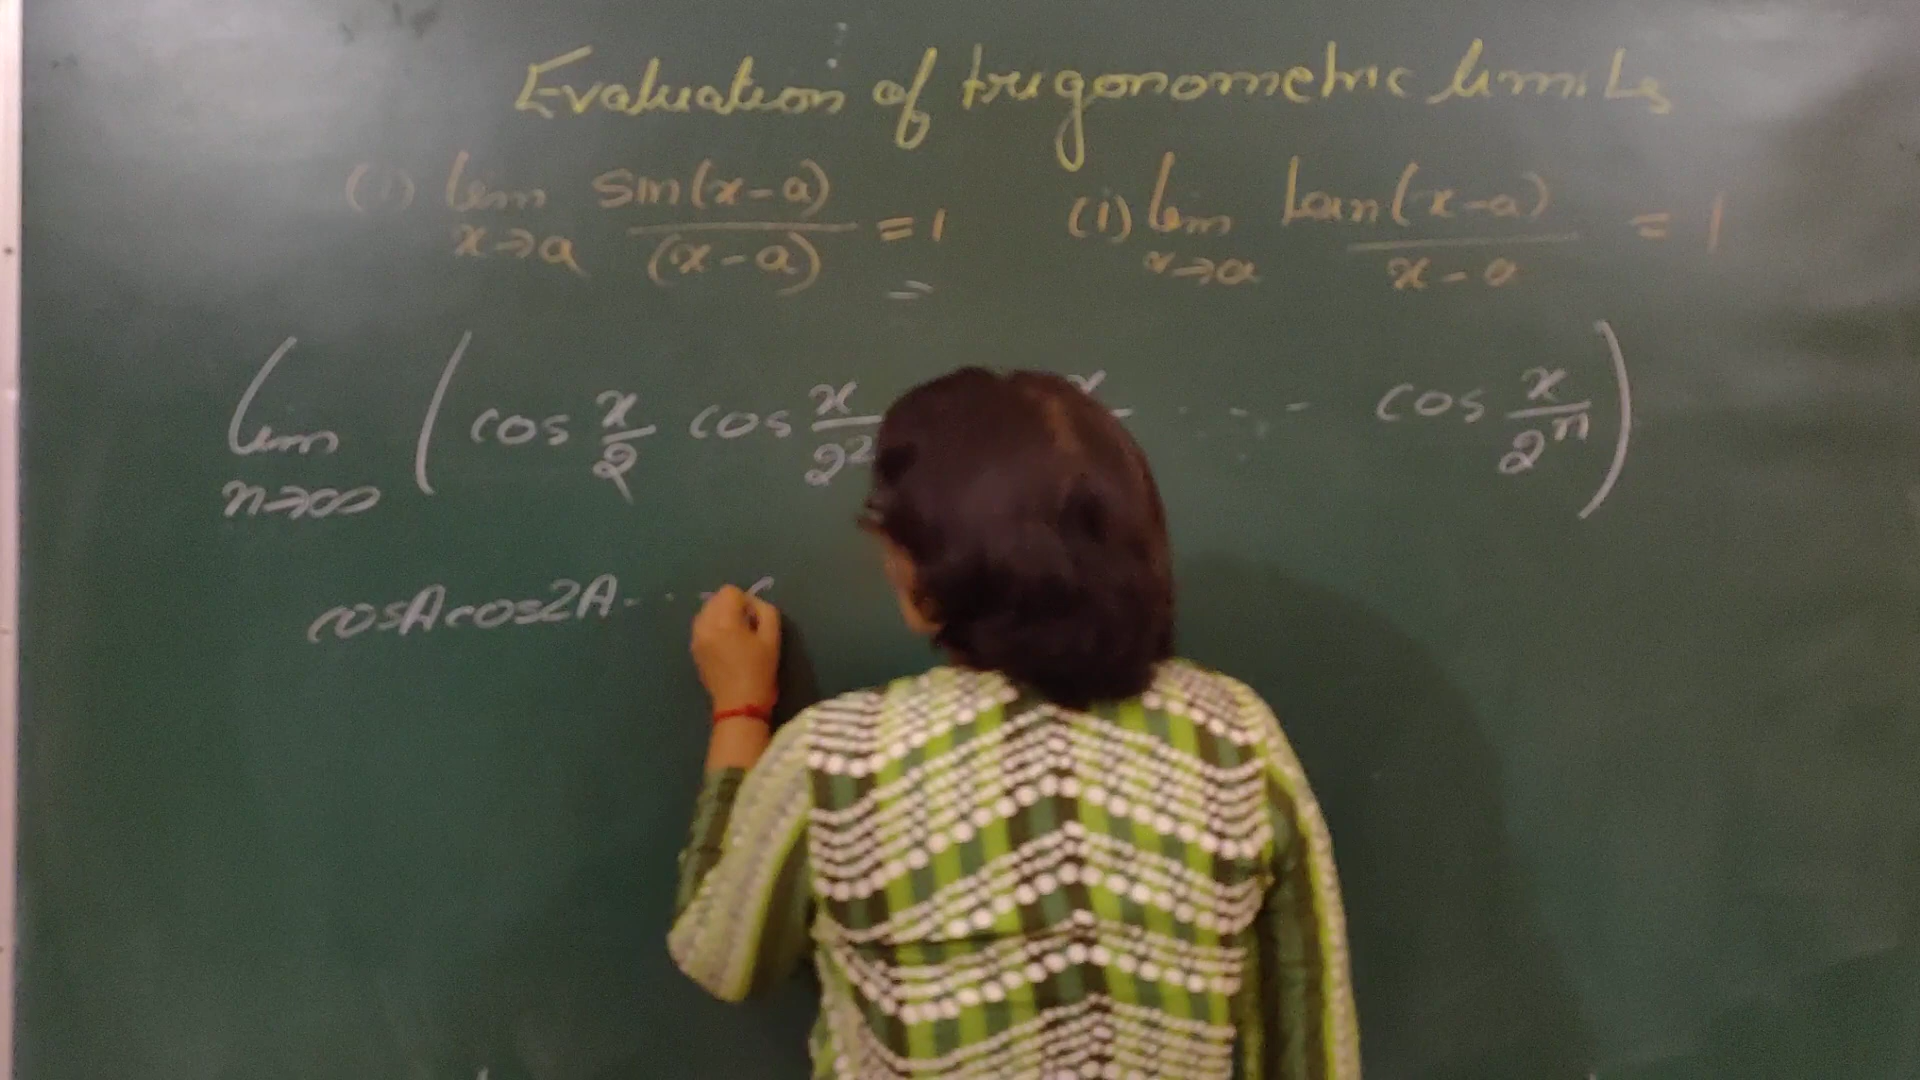 Evaluation of trigonometric limits
(i) lim x→a sin(x-a)/(x-a) = 1 (i) lim x→a tan(x-a)/x-a = 1
=
lim n→∞ (cos x/2 cos x/2² x ---- cos x/2ⁿ)
cosA cos2A ---